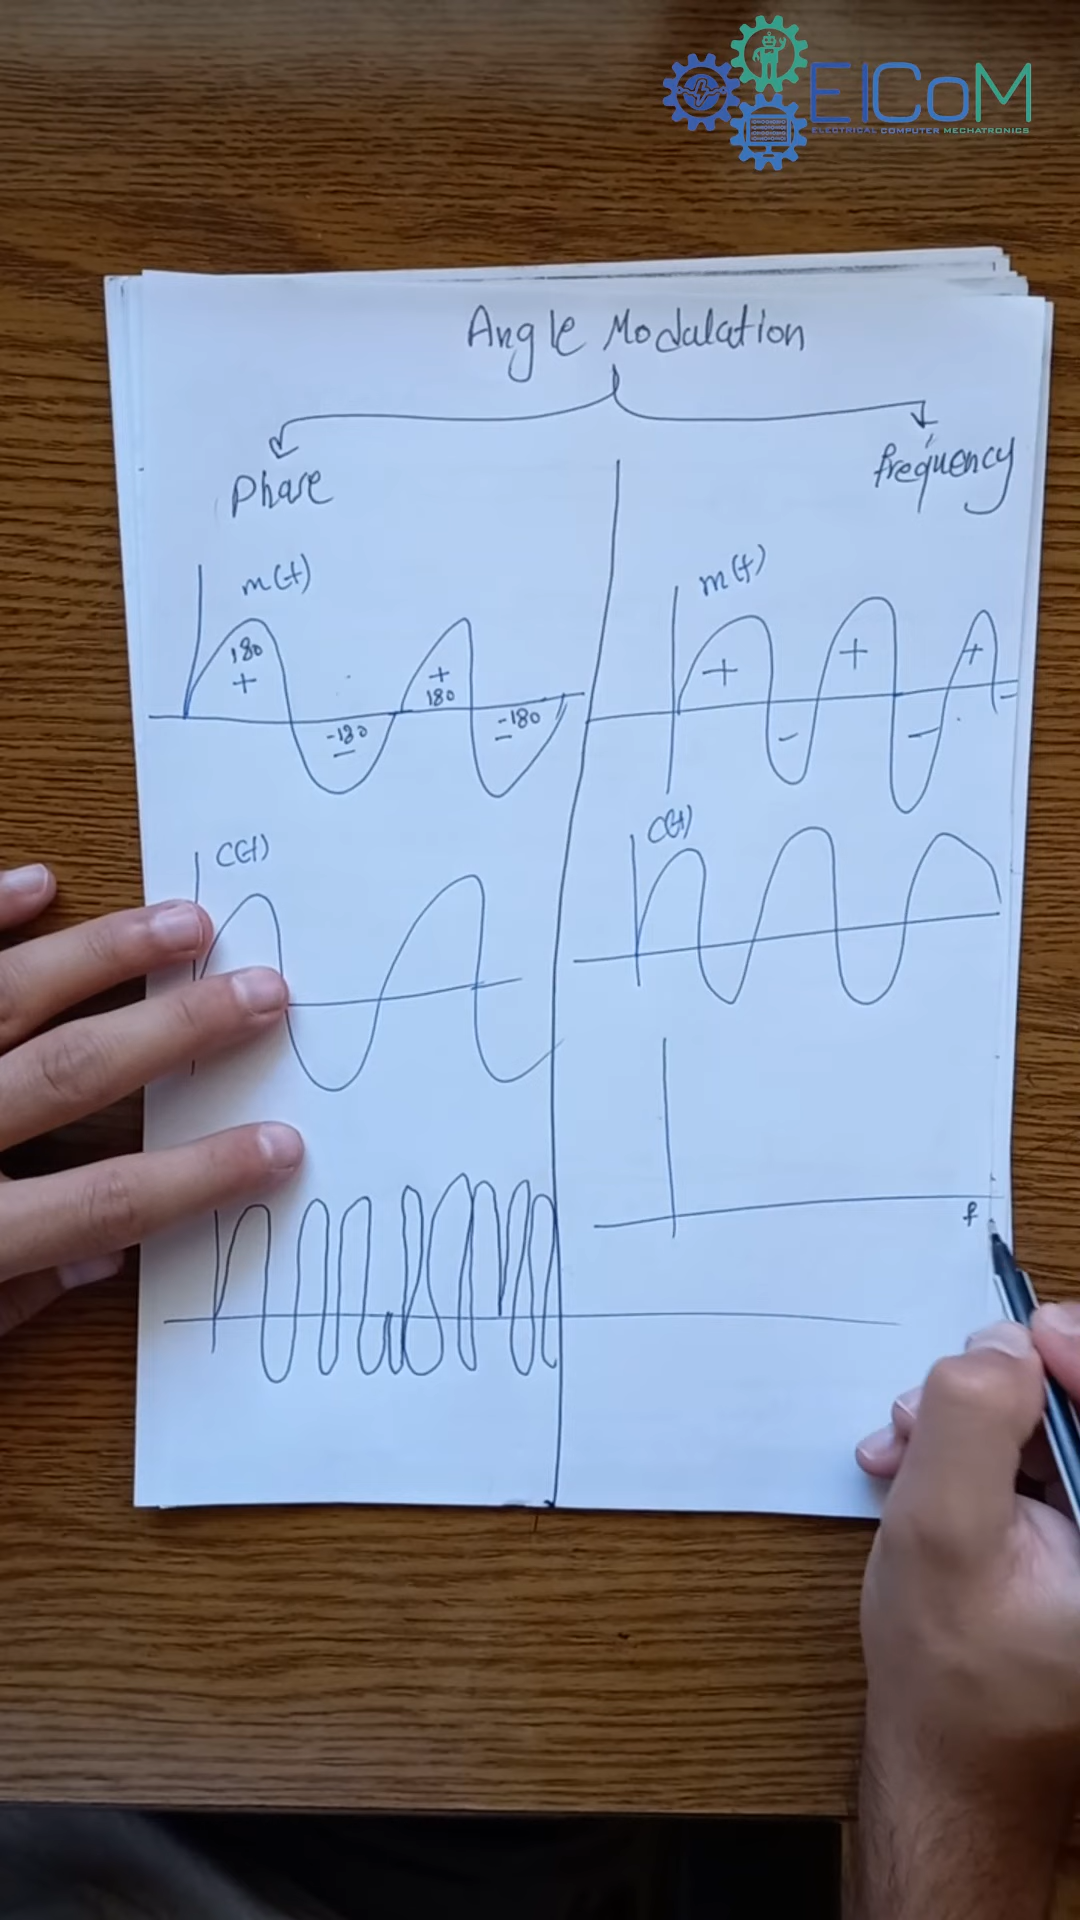 EICoM
ELECTRICAL COMPUTER MECHATRONICS
Angle Modulation
Phase
frequency
m(t)
180
+
-180
+
180
-180
m(t)
+
-
+
-
+
-
C(t)
C(t)
f